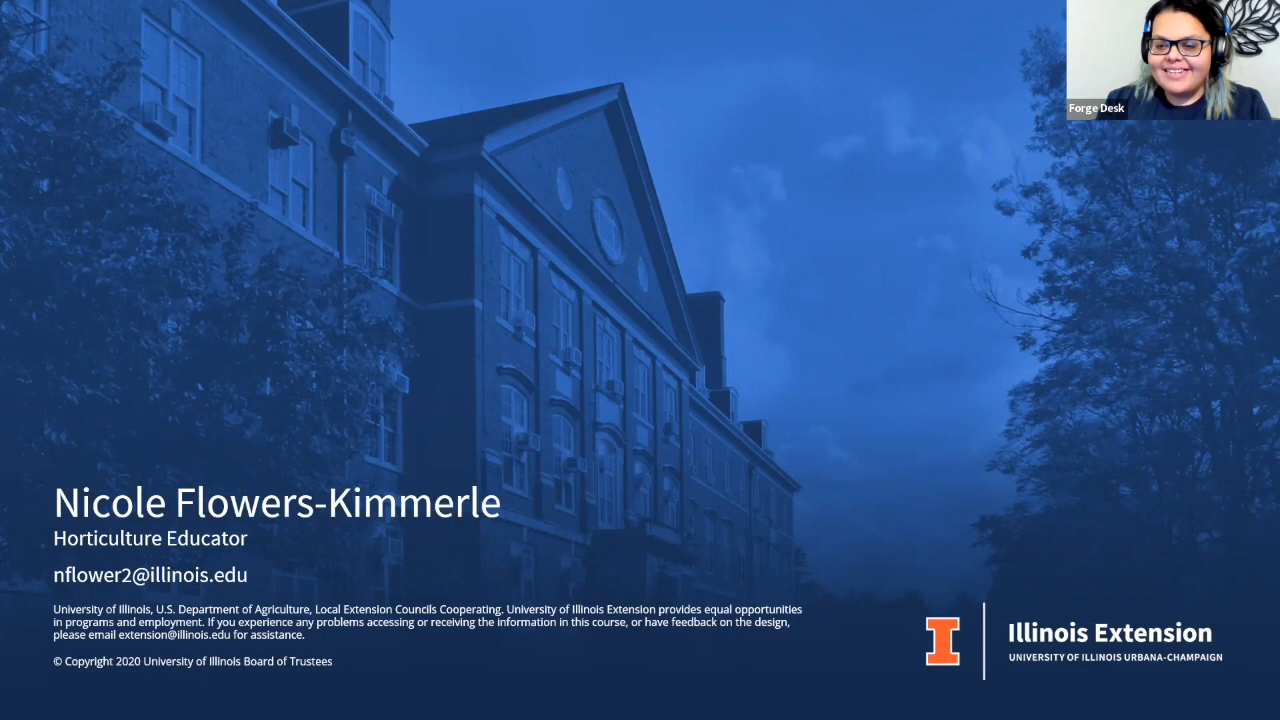 Forge Desk
Nicole Flowers-Kimmerle
Horticulture Educator
nflower2@illinois.edu
University of Illinois, U.S. Department of Agriculture, Local Extension Councils Cooperating. University of Illinois Extension provides equal opportunities
in programs and employment. If you experience any problems accessing or receiving the information in this course, or have feedback on the design,
please email extension@illinois.edu for assistance.
© Copyright 2020 University of Illinois Board of Trustees
I
Illinois Extension
UNIVERSITY OF ILLINOIS URBANA-CHAMPAIGN